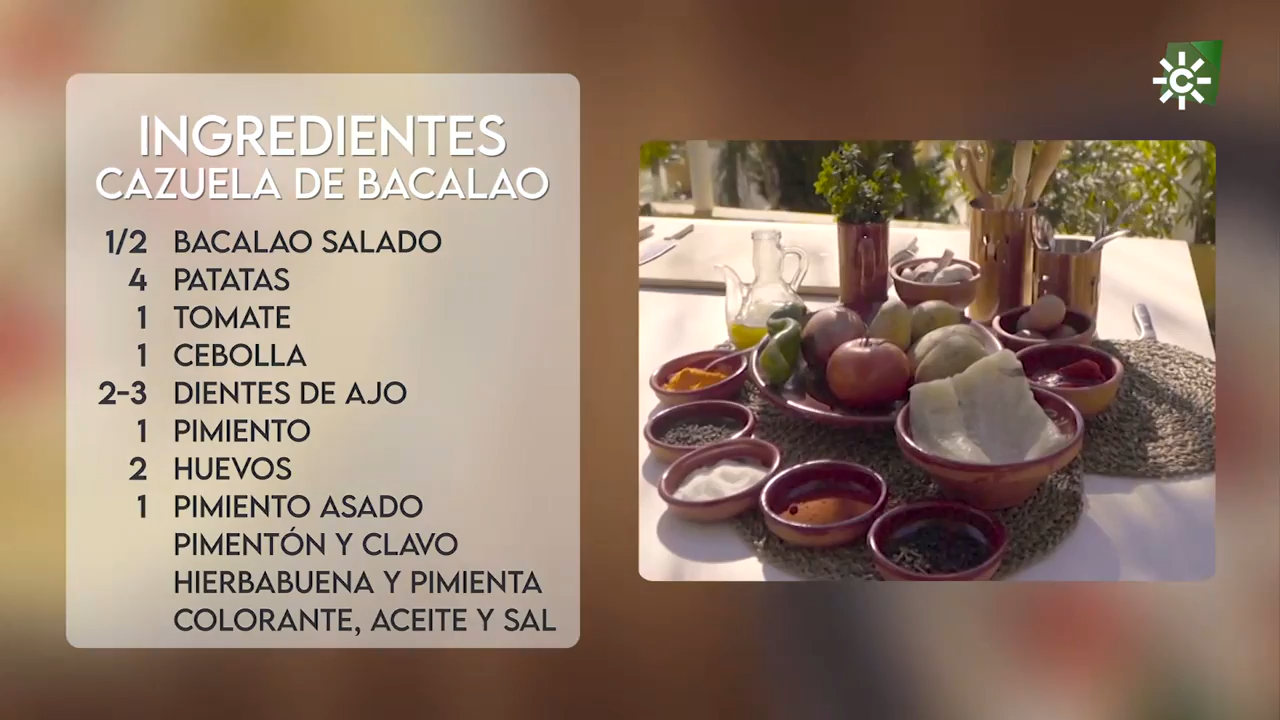 INGREDIENTES
CAZUELA DE BACALAO
1/2 BACALAO SALADO
4 PATATAS
1 TOMATE
1 CEBOLLA
2-3 DIENTES DE AJO
1 PIMIENTO
2 HUEVOS
1 PIMIENTO ASADO
PIMENTÓN Y CLAVO
HIERBABUENA Y PIMIENTA
COLORANTE, ACEITE Y SAL